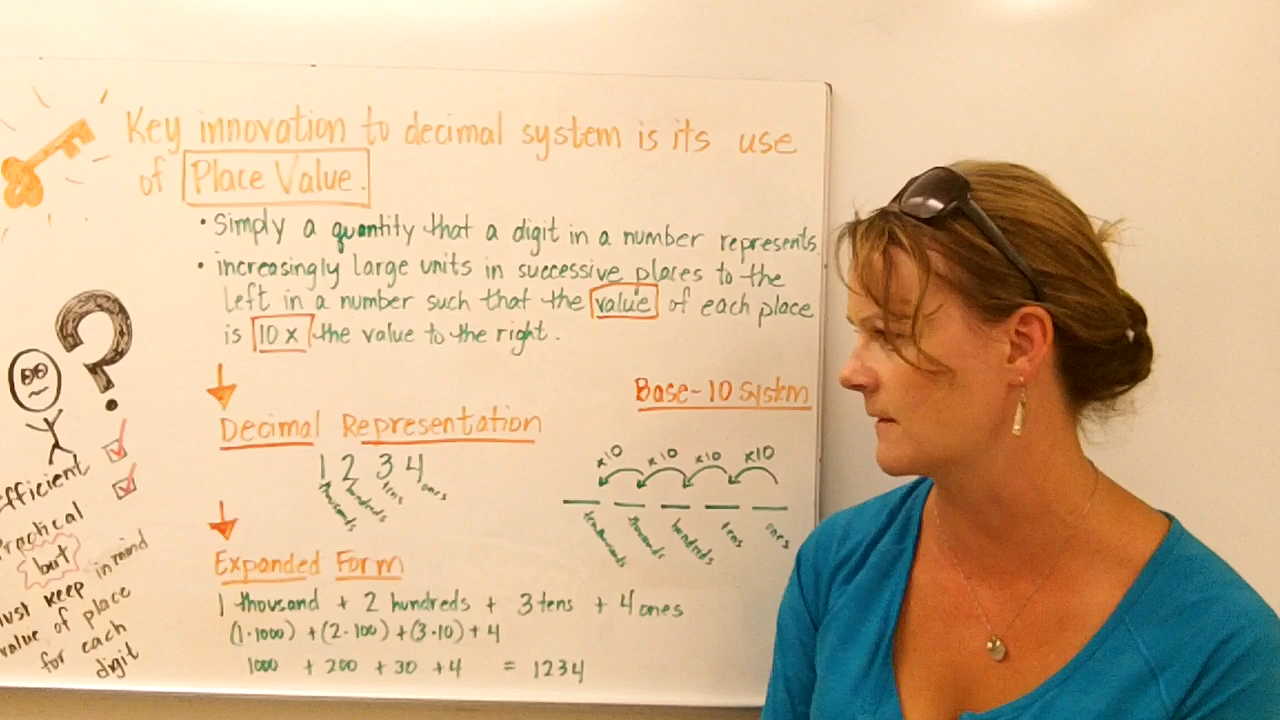 Key innovation to decimal system is its use
of Place Value.
• Simply a quantity that a digit in a number represents
• increasingly large units in successive places to the
left in a number such that the value of each place
is 10 x the value to the right.
Decimal Representation
1 2 3 4
thousands hundreds tens ones
Base-10 System
x10 x10 x10 x10
tenthousands thousands hundreds tens ones
Expanded Form
1 thousand + 2 hundreds + 3 tens + 4 ones
(1·1000) + (2·100) + (3·10) + 4
1000 + 200 + 30 + 4 = 1234
?
fficient
Practical
but
must keep in mind
value of place
for each
digit